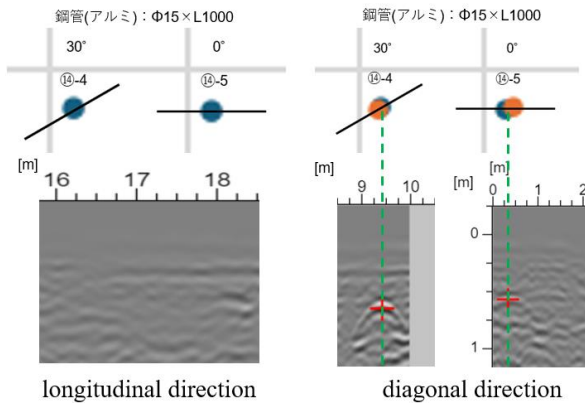 鋼管(アルミ)：Φ15×L1000
30°
0°
⑭-4
⑭-5
[m]
16
17
18
longitudinal direction
鋼管(アルミ)：Φ15×L1000
30°
0°
⑭-4
⑭-5
[m]
9
10
[m]
[m]
0
1
2
0
1
diagonal direction